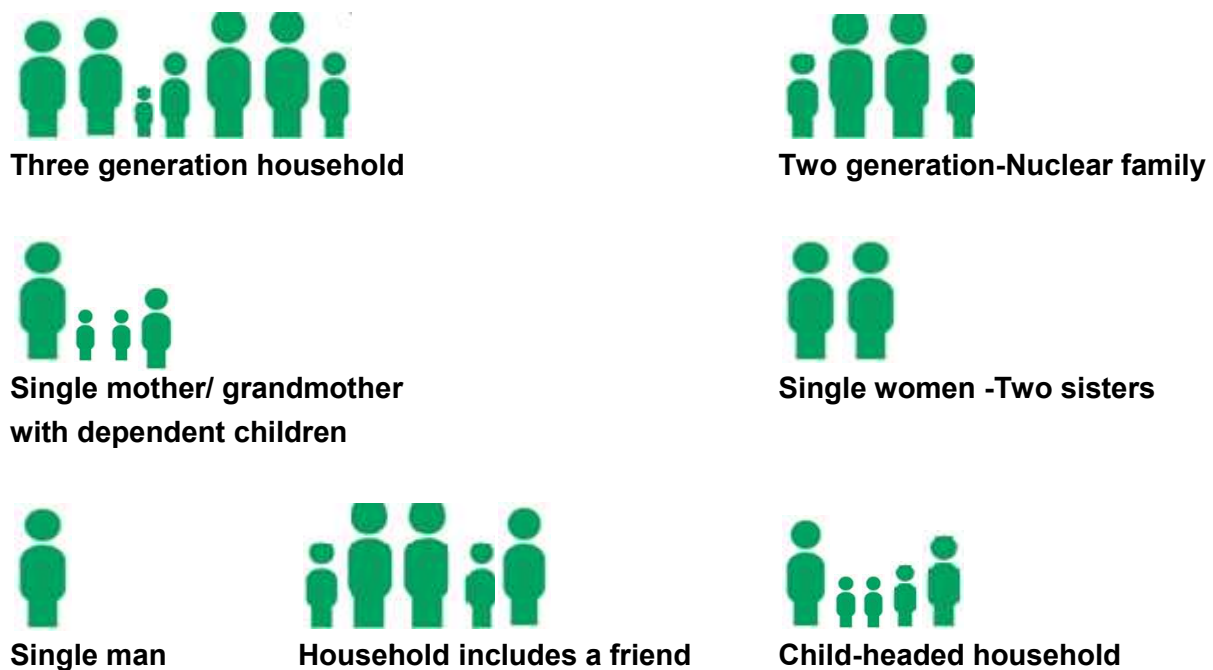 Three generation household
Two generation-Nuclear family
Single mother/ grandmother
with dependent children
Single women -Two sisters
Single man
Household includes a friend
Child-headed household